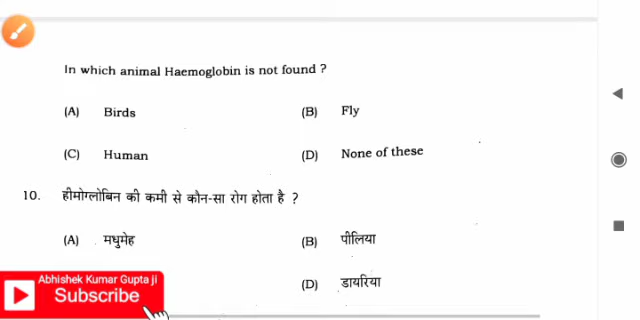 In which animal Haemoglobin is not found ?
(A) Birds (B) Fly
(C) Human (D) None of these
10. हीमोग्लोबिन की कमी से कौन-सा रोग होता है ?
(A) मधुमेह (B) पीलिया
(D) डायरिया
Abhishek Kumar Gupta ji
Subscribe